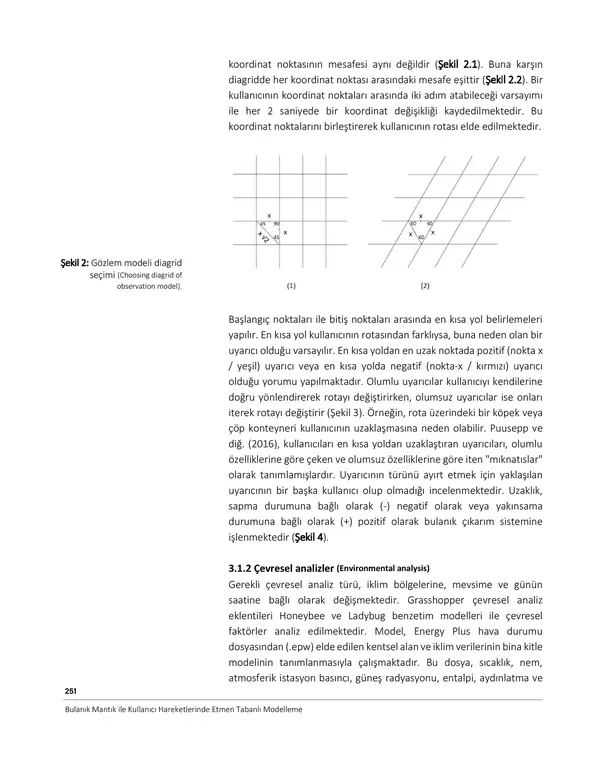 koordinat noktasının mesafesi aynı değildir (Şekil 2.1). Buna karşın
diagridde her koordinat noktası arasındaki mesafe eşittir (Şekil 2.2). Bir
kullanıcının koordinat noktaları arasında iki adım atabileceği varsayımı
ile her 2 saniyede bir koordinat değişikliği kaydedilmektedir. Bu
koordinat noktalarını birleştirerek kullanıcının rotası elde edilmektedir.
x
45 90
x
x √2
45
x
60 60
x x
60
Şekil 2: Gözlem modeli diagrid
seçimi (Choosing diagrid of
observation model).
(1) (2)
Başlangıç noktaları ile bitiş noktaları arasında en kısa yol belirlemeleri
yapılır. En kısa yol kullanıcının rotasından farklıysa, buna neden olan bir
uyarıcı olduğu varsayılır. En kısa yoldan en uzak noktada pozitif (nokta x
/ yeşil) uyarıcı veya en kısa yolda negatif (nokta-x / kırmızı) uyarıcı
olduğu yorumu yapılmaktadır. Olumlu uyarıcılar kullanıcıyı kendilerine
doğru yönlendirerek rotayı değiştirirken, olumsuz uyarıcılar ise onları
iterek rotayı değiştirir (Şekil 3). Örneğin, rota üzerindeki bir köpek veya
çöp konteyneri kullanıcının uzaklaşmasına neden olabilir. Puusepp ve
diğ. (2016), kullanıcıları en kısa yoldan uzaklaştıran uyarıcıları, olumlu
özelliklerine göre çeken ve olumsuz özelliklerine göre iten "mıknatıslar"
olarak tanımlamışlardır. Uyarıcının türünü ayırt etmek için yaklaşılan
uyarıcının bir başka kullanıcı olup olmadığı incelenmektedir. Uzaklık,
sapma durumuna bağlı olarak (-) negatif olarak veya yakınsama
durumuna bağlı olarak (+) pozitif olarak bulanık çıkarım sistemine
işlenmektedir (Şekil 4).
3.1.2 Çevresel analizler (Environmental analysis)
Gerekli çevresel analiz türü, iklim bölgelerine, mevsime ve günün
saatine bağlı olarak değişmektedir. Grasshopper çevresel analiz
eklentileri Honeybee ve Ladybug benzetim modelleri ile çevresel
faktörler analiz edilmektedir. Model, Energy Plus hava durumu
dosyasından (.epw) elde edilen kentsel alan ve iklim verilerinin bina kitle
modelinin tanımlanmasıyla çalışmaktadır. Bu dosya, sıcaklık, nem,
atmosferik istasyon basıncı, güneş radyasyonu, entalpi, aydınlatma ve
251
Bulanık Mantık ile Kullanıcı Hareketlerinde Etmen Tabanlı Modelleme